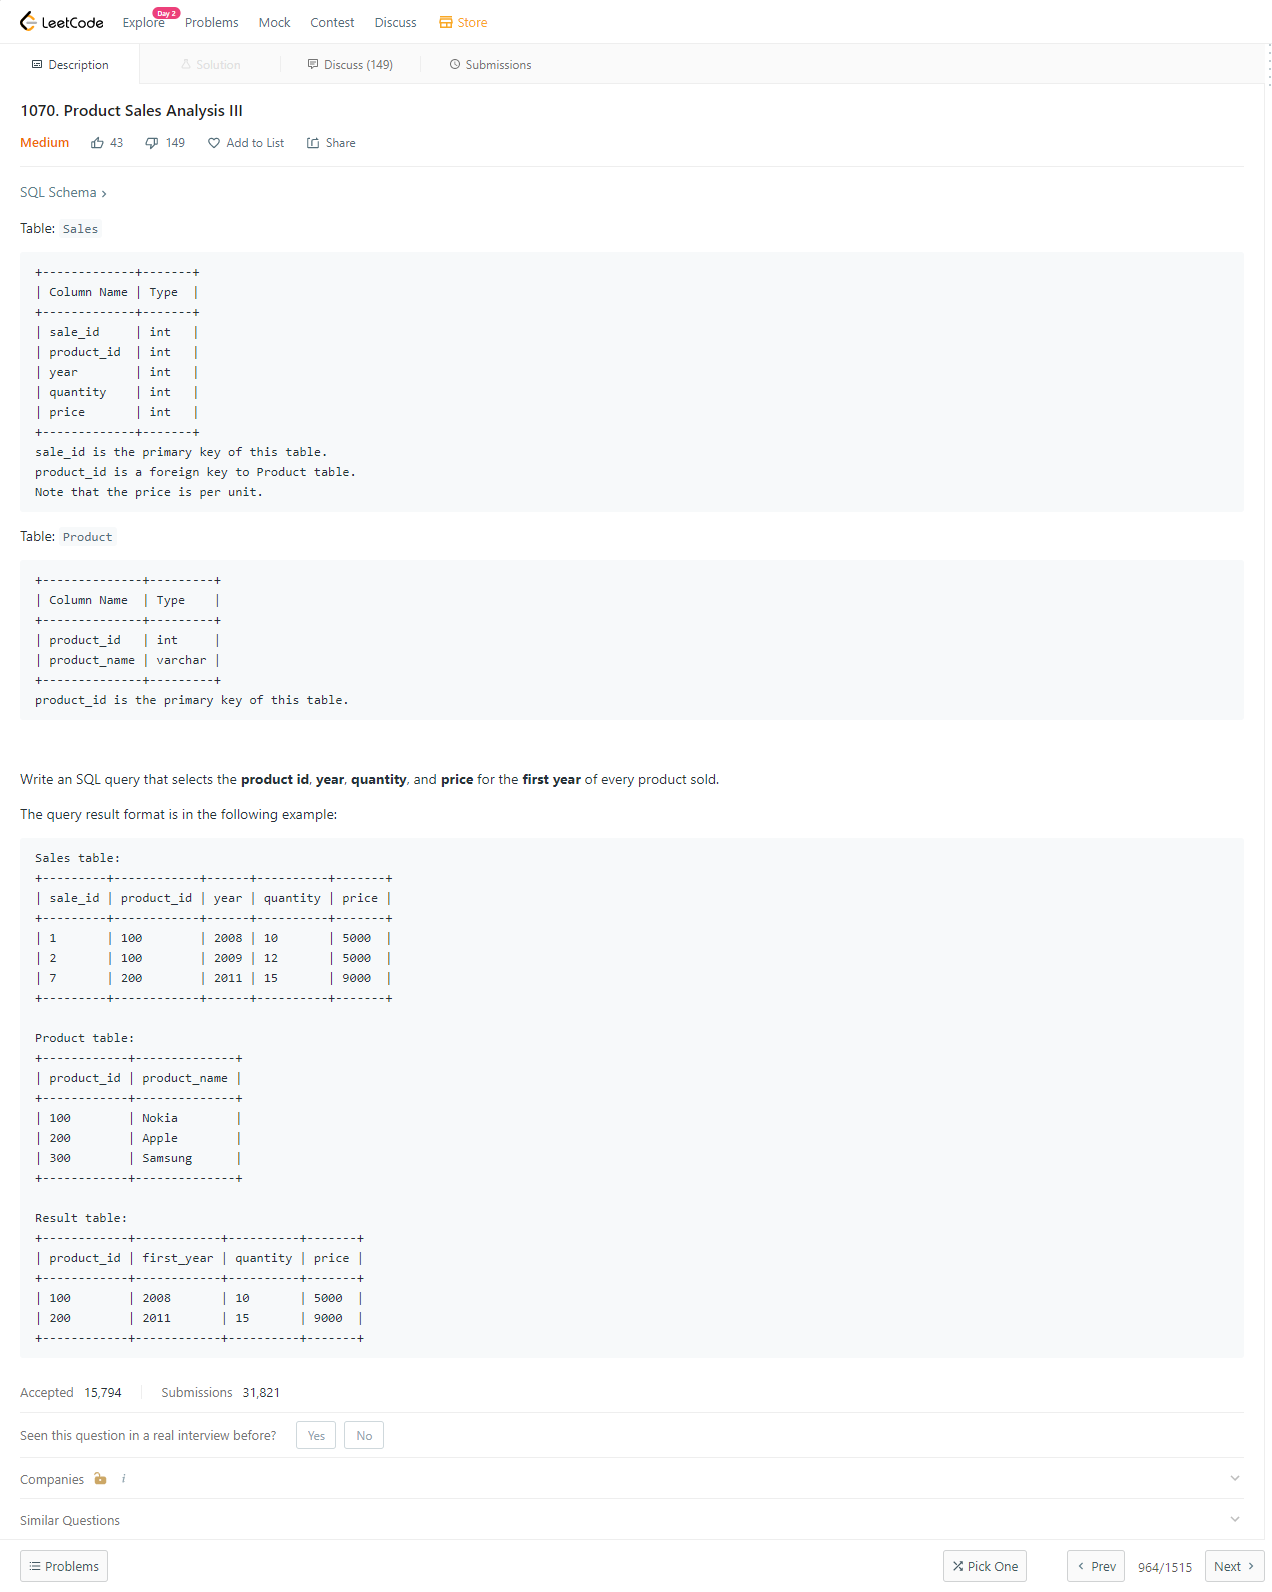 LeetCode Explore Day 2 Problems Mock Contest Discuss Store
Description Solution Discuss (149) Submissions
1070. Product Sales Analysis III
Medium 43 149 Add to List Share
SQL Schema ›
Table: Sales
+-------------+-------+
| Column Name | Type  |
+-------------+-------+
| sale_id     | int   |
| product_id  | int   |
| year        | int   |
| quantity    | int   |
| price       | int   |
+-------------+-------+
sale_id is the primary key of this table.
product_id is a foreign key to Product table.
Note that the price is per unit.
Table: Product
+--------------+---------+
| Column Name  | Type    |
+--------------+---------+
| product_id   | int     |
| product_name | varchar |
+--------------+---------+
product_id is the primary key of this table.
Write an SQL query that selects the product id, year, quantity, and price for the first year of every product sold.
The query result format is in the following example:
Sales table:
+---------+------------+------+----------+-------+
| sale_id | product_id | year | quantity | price |
+---------+------------+------+----------+-------+
| 1       | 100        | 2008 | 10       | 5000  |
| 2       | 100        | 2009 | 12       | 5000  |
| 7       | 200        | 2011 | 15       | 9000  |
+---------+------------+------+----------+-------+
Product table:
+------------+--------------+
| product_id | product_name |
+------------+--------------+
| 100        | Nokia        |
| 200        | Apple        |
| 300        | Samsung      |
+------------+--------------+
Result table:
+------------+------------+----------+-------+
| product_id | first_year | quantity | price |
+------------+------------+----------+-------+
| 100        | 2008       | 10       | 5000  |
| 200        | 2011       | 15       | 9000  |
+------------+------------+----------+-------+
Accepted 15,794 Submissions 31,821
Seen this question in a real interview before? Yes No
Companies i
Similar Questions
Problems Pick One ‹ Prev 964/1515 Next ›